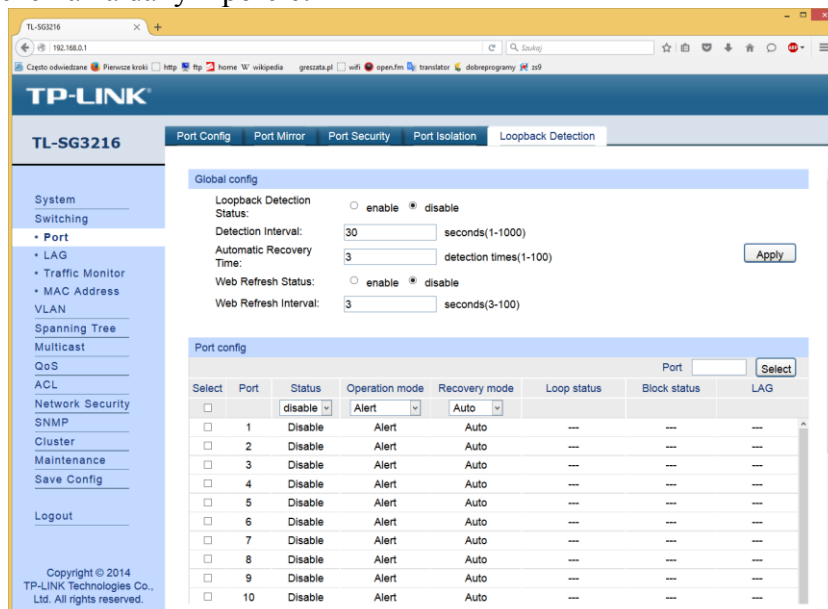 TL-SG3216 × +
192.168.0.1 Szukaj
Często odwiedzane Pierwsze kroki http ftp home W wikipedia greszata.pl wifi open.fm translator dobreprogramy zs9
TP-LINK
TL-SG3216
Port Config Port Mirror Port Security Port Isolation Loopback Detection
System
Switching
• Port
• LAG
• Traffic Monitor
• MAC Address
VLAN
Spanning Tree
Multicast
QoS
ACL
Network Security
SNMP
Cluster
Maintenance
Save Config
Logout
Copyright © 2014
TP-LINK Technologies Co.,
Ltd. All rights reserved.
Global config
Loopback Detection Status: enable disable
Detection Interval: 30 seconds(1-1000)
Automatic Recovery Time: 3 detection times(1-100)
Apply
Web Refresh Status: enable disable
Web Refresh Interval: 3 seconds(3-100)
Port config
Port Select
Select Port Status Operation mode Recovery mode Loop status Block status LAG
disable Alert Auto
1 Disable Alert Auto --- --- ---
2 Disable Alert Auto --- --- ---
3 Disable Alert Auto --- --- ---
4 Disable Alert Auto --- --- ---
5 Disable Alert Auto --- --- ---
6 Disable Alert Auto --- --- ---
7 Disable Alert Auto --- --- ---
8 Disable Alert Auto --- --- ---
9 Disable Alert Auto --- --- ---
10 Disable Alert Auto --- --- ---